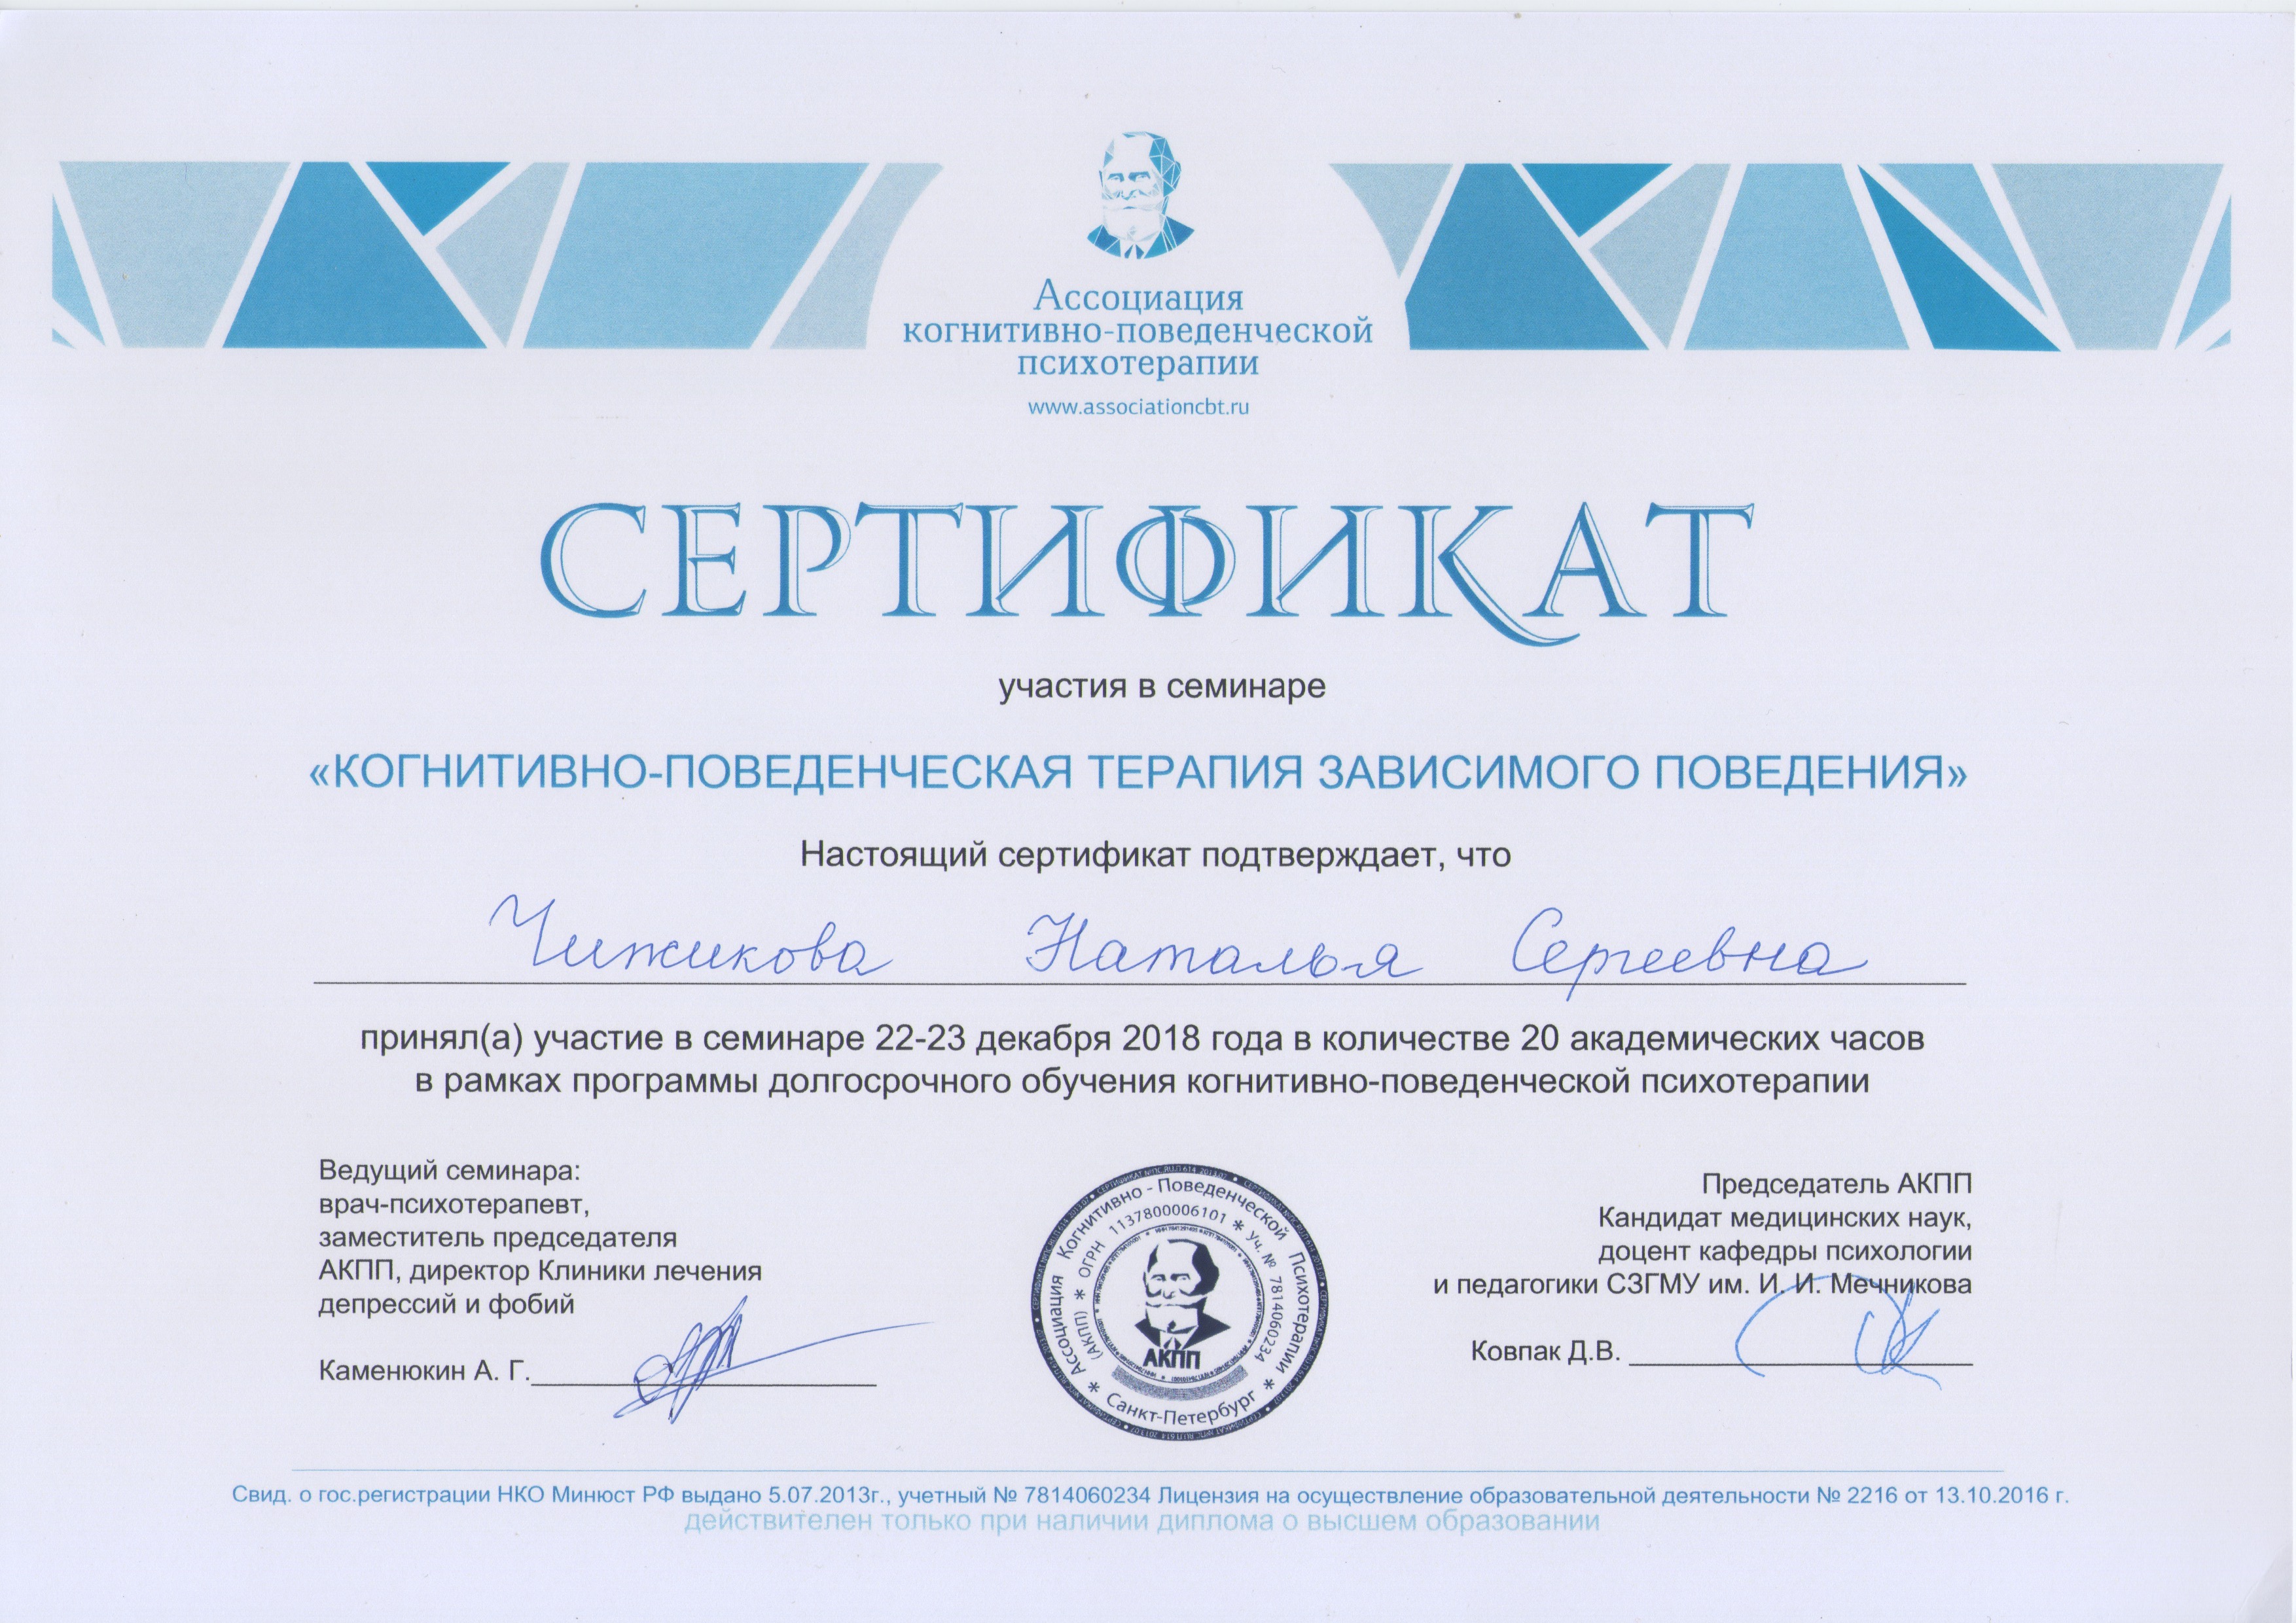 Ассоциация
когнитивно-поведенческой
психотерапии
www.associationcbt.ru
СЕРТИФИКАТ
участия в семинаре
«КОГНИТИВНО-ПОВЕДЕНЧЕСКАЯ ТЕРАПИЯ ЗАВИСИМОГО ПОВЕДЕНИЯ»
Настоящий сертификат подтверждает, что
Чижикова Наталья Сергеевна
принял(а) участие в семинаре 22-23 декабря 2018 года в количестве 20 академических часов
в рамках программы долгосрочного обучения когнитивно-поведенческой психотерапии
Ведущий семинара:
врач-психотерапевт,
заместитель председателя
АКПП, директор Клиники лечения
депрессий и фобий
Каменюкин А. Г.
Ассоциация Когнитивно - Поведенческой Психотерапии
* Санкт-Петербург *
(АКПП) * ОГРН 1137800006101 * Уч. № 7814060234
АКПП
Председатель АКПП
Кандидат медицинских наук,
доцент кафедры психологии
и педагогики СЗГМУ им. И. И. Мечникова
Ковпак Д.В.
Свид. о гос.регистрации НКО Минюст РФ выдано 5.07.2013г., учетный № 7814060234 Лицензия на осуществление образовательной деятельности № 2216 от 13.10.2016 г.
действителен только при наличии диплома о высшем образовании